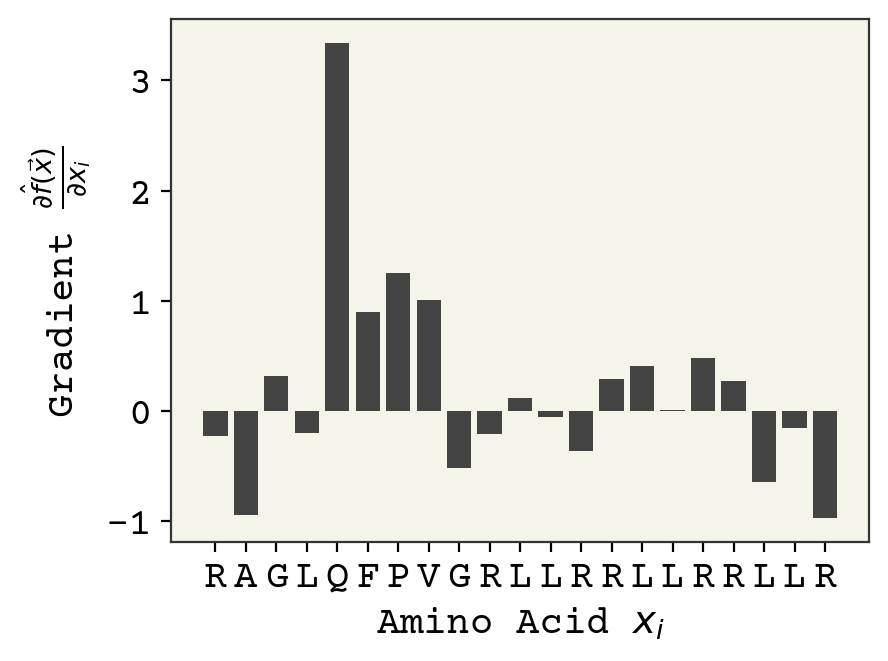 Gradient ∂f̂(x⃗)/∂xᵢ
3
2
1
0
−1
R A G L Q F P V G R L L R R L L R R L L R
Amino Acid xᵢ